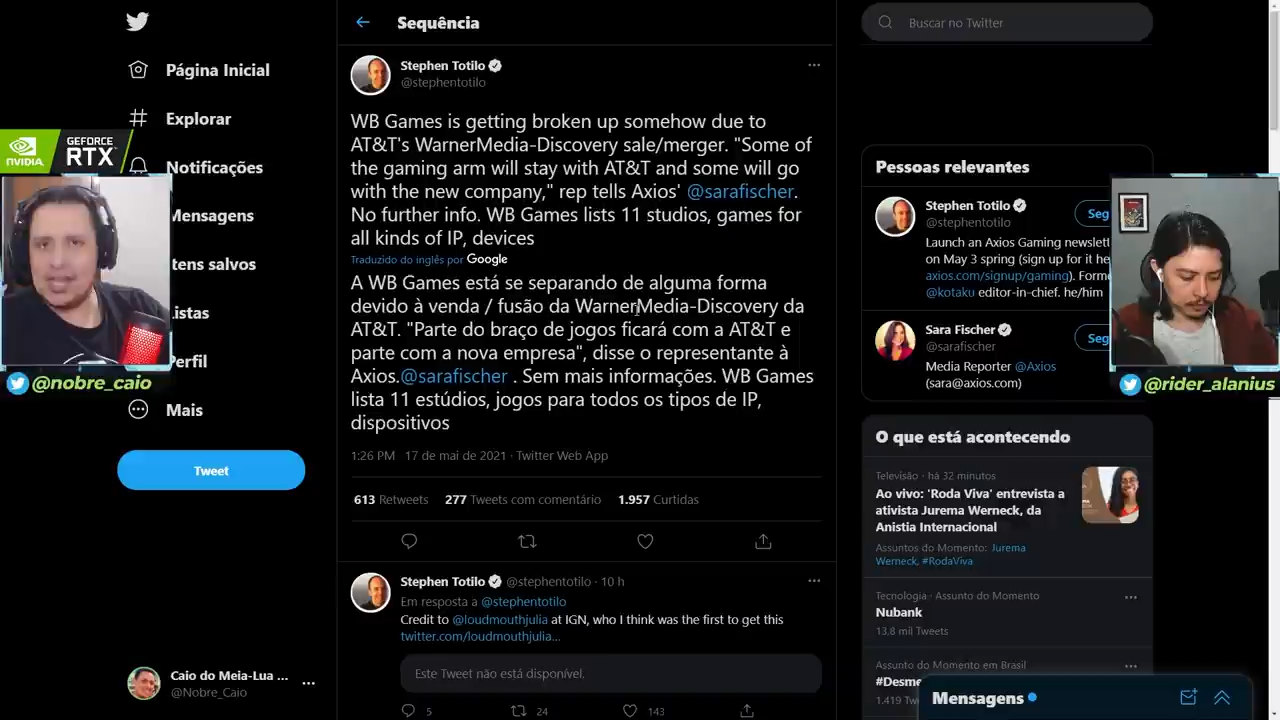 Sequência
Buscar no Twitter
Página Inicial
Explorar
Notificações
Mensagens
Itens salvos
Listas
Perfil
Mais
Tweet
NVIDIA
GEFORCE
RTX
@nobre_caio
Caio do Meia-Lua ...
@Nobre_Caio
Stephen Totilo
@stephentotilo
WB Games is getting broken up somehow due to
AT&T's WarnerMedia-Discovery sale/merger. "Some of
the gaming arm will stay with AT&T and some will go
with the new company," rep tells Axios' @sarafischer.
No further info. WB Games lists 11 studios, games for
all kinds of IP, devices
Traduzido do inglês por Google
A WB Games está se separando de alguma forma
devido à venda / fusão da WarnerMedia-Discovery da
AT&T. "Parte do braço de jogos ficará com a AT&T e
parte com a nova empresa", disse o representante à
Axios.@sarafischer . Sem mais informações. WB Games
lista 11 estúdios, jogos para todos os tipos de IP,
dispositivos
1:26 PM · 17 de mai de 2021 · Twitter Web App
613 Retweets 277 Tweets com comentário 1.957 Curtidas
Stephen Totilo @stephentotilo · 10 h
Em resposta a @stephentotilo
Credit to @loudmouthjulia at IGN, who I think was the first to get this
twitter.com/loudmouthjulia...
Este Tweet não está disponível.
5 24 143
Pessoas relevantes
Stephen Totilo
@stephentotilo
Seg
Launch an Axios Gaming newslett
on May 3 spring (sign up for it he
axios.com/signup/gaming). Form
@kotaku editor-in-chief. he/him
Sara Fischer
@sarafischer
Seg
Media Reporter @Axios
(sara@axios.com)
@rider_alanius
O que está acontecendo
Televisão · há 32 minutos
Ao vivo: 'Roda Viva' entrevista a
ativista Jurema Werneck, da
Anistia Internacional
Assuntos do Momento: Jurema
Werneck, #RodaViva
Tecnologia · Assunto do Momento
Nubank
13,8 mil Tweets
Assunto do Momento em Brasil
#Desme
1.419 Tw
Mensagens